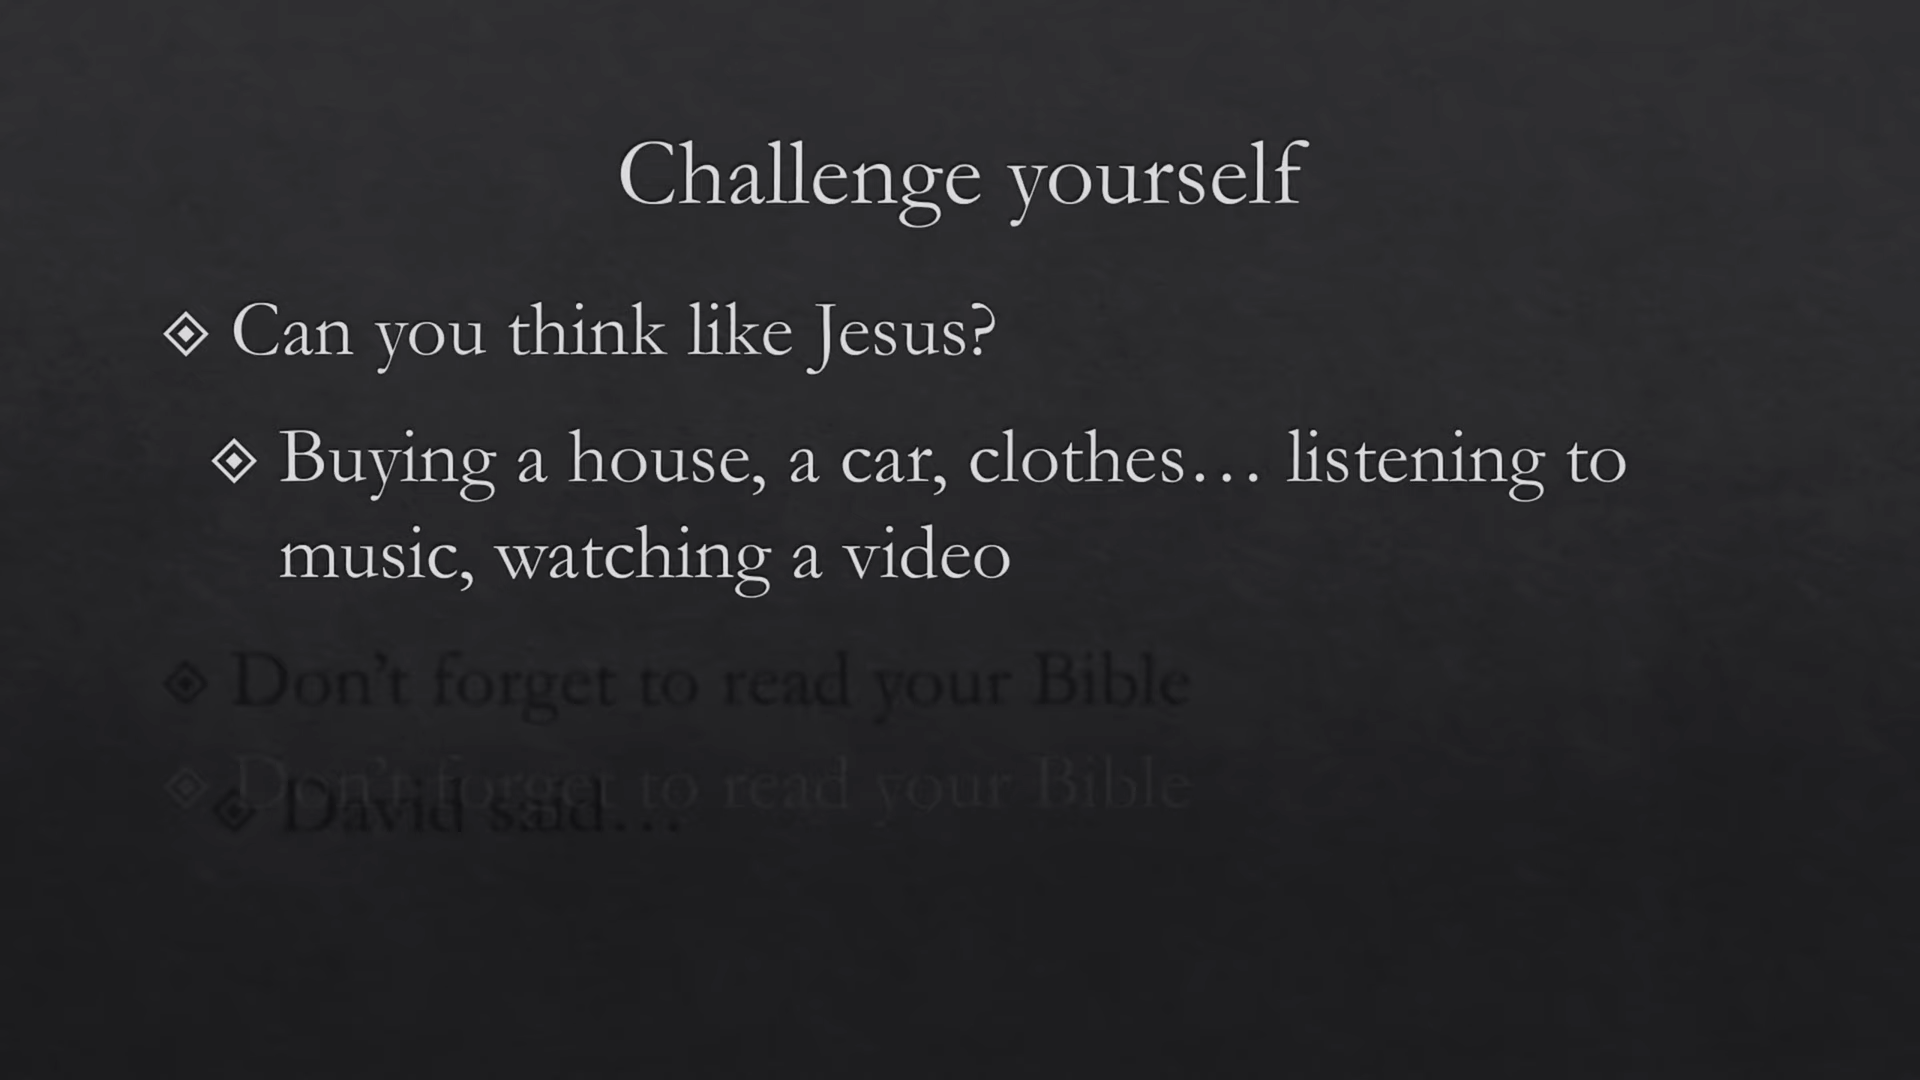 Challenge yourself
Can you think like Jesus?
Buying a house, a car, clothes… listening to
music, watching a video
Don't forget to read your Bible
Don't forget to read your Bible
David said…